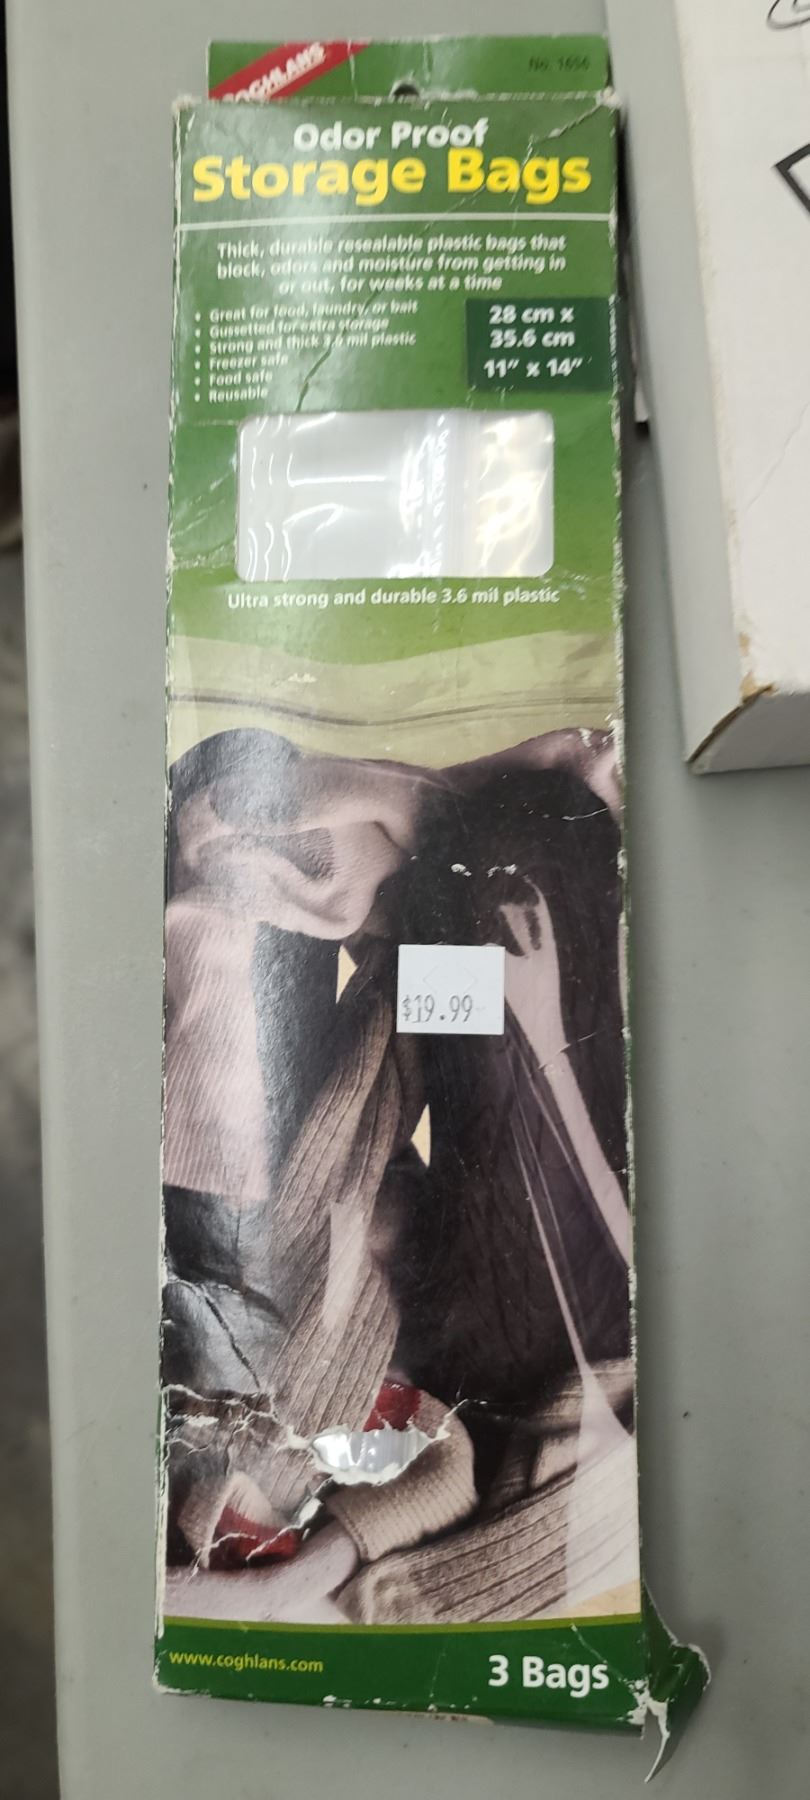 COGHLANS
No. 1656
Odor Proof
Storage Bags
Thick, durable resealable plastic bags that
block, odors and moisture from getting in
or out, for weeks at a time
• Great for food, laundry, or bait
• Gussetted for extra storage
• Strong and thick 3.6 mil plastic
• Freezer safe
• Food safe
• Reusable
28 cm x
35.6 cm
11" x 14"
Ultra strong and durable 3.6 mil plastic
$19.99
www.coghlans.com
3 Bags